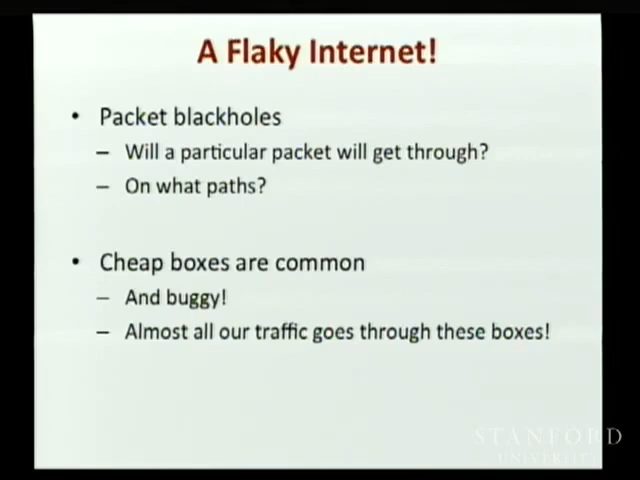 A Flaky Internet!
• Packet blackholes
– Will a particular packet will get through?
– On what paths?
• Cheap boxes are common
– And buggy!
– Almost all our traffic goes through these boxes!
STANFORD
UNIVERSITY